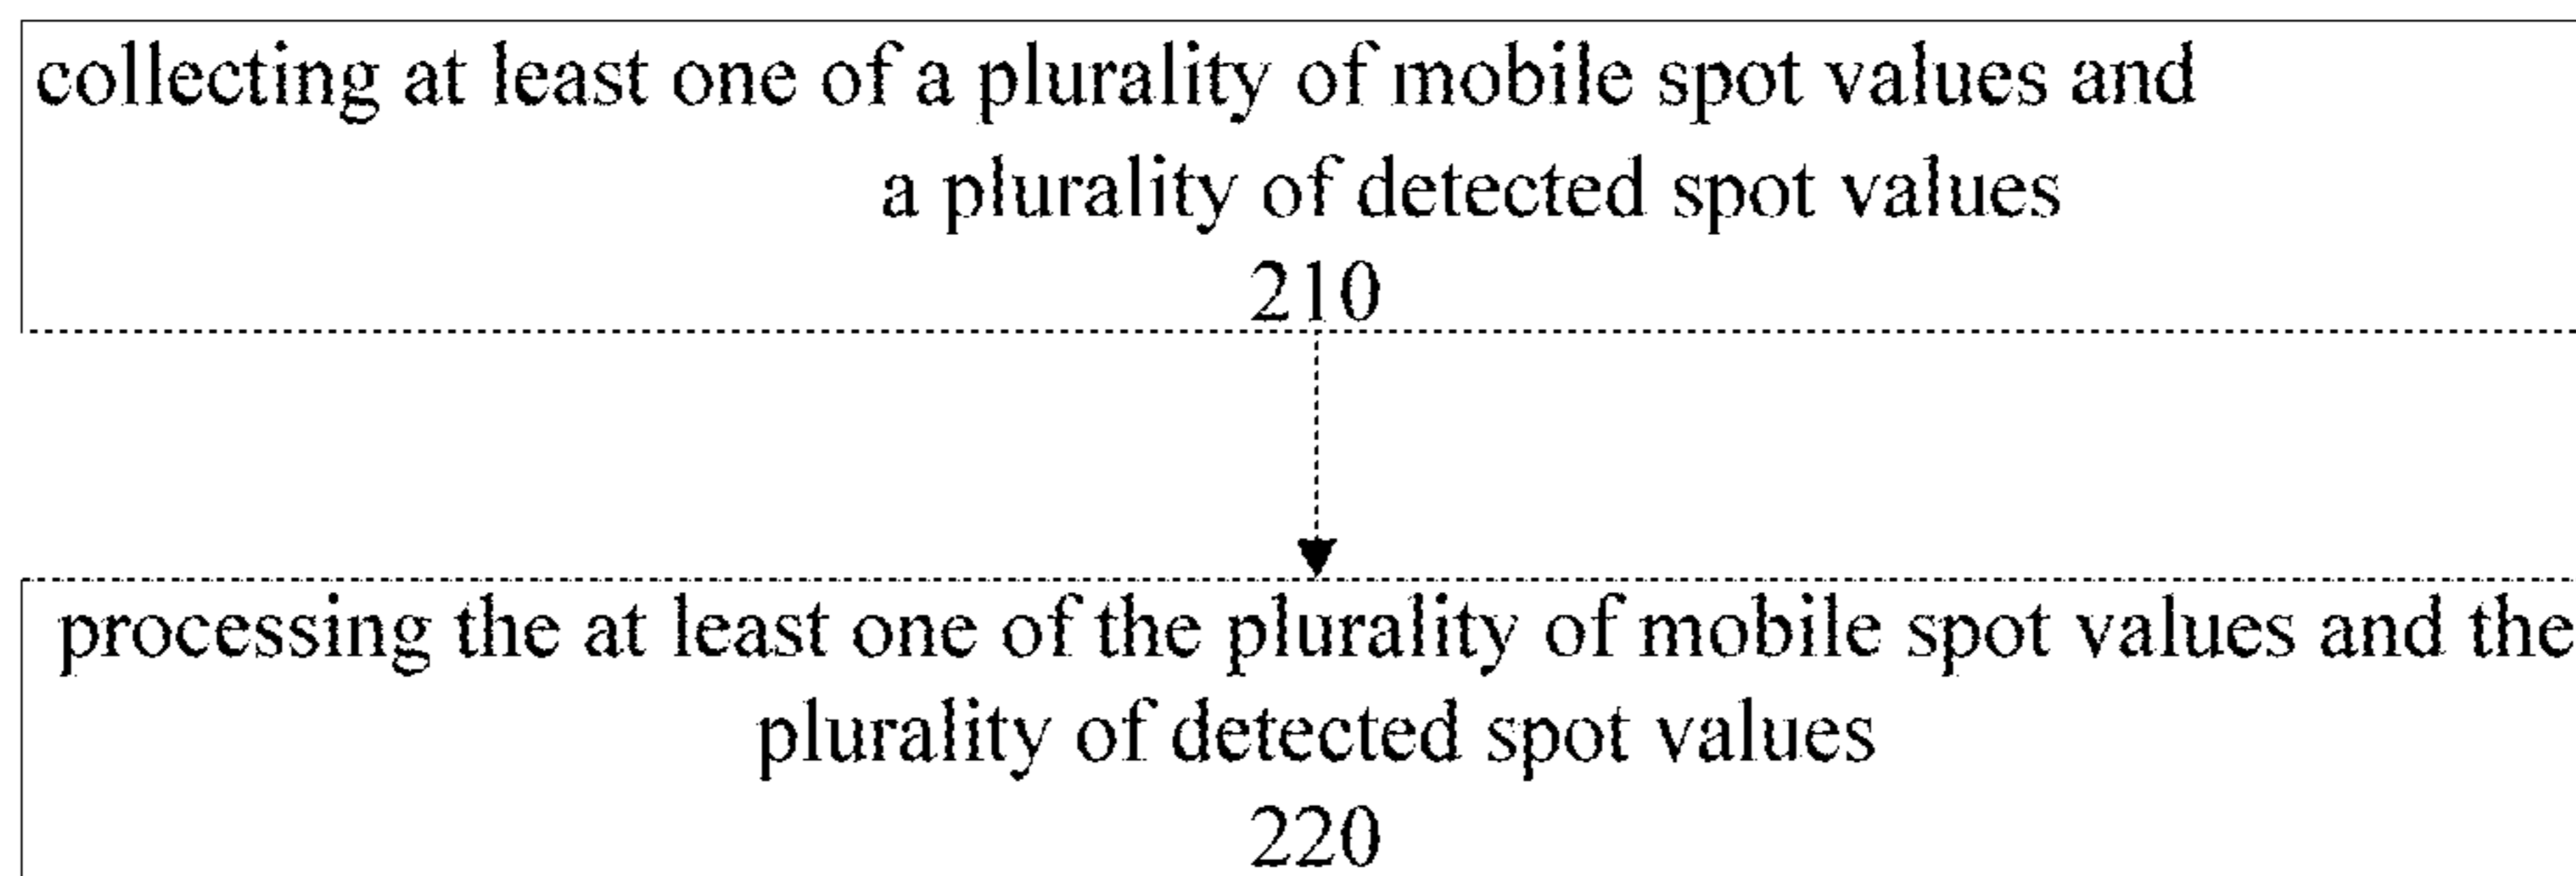 collecting at least one of a plurality of mobile spot values and
a plurality of detected spot values
210
processing the at least one of the plurality of mobile spot values and the
plurality of detected spot values
220